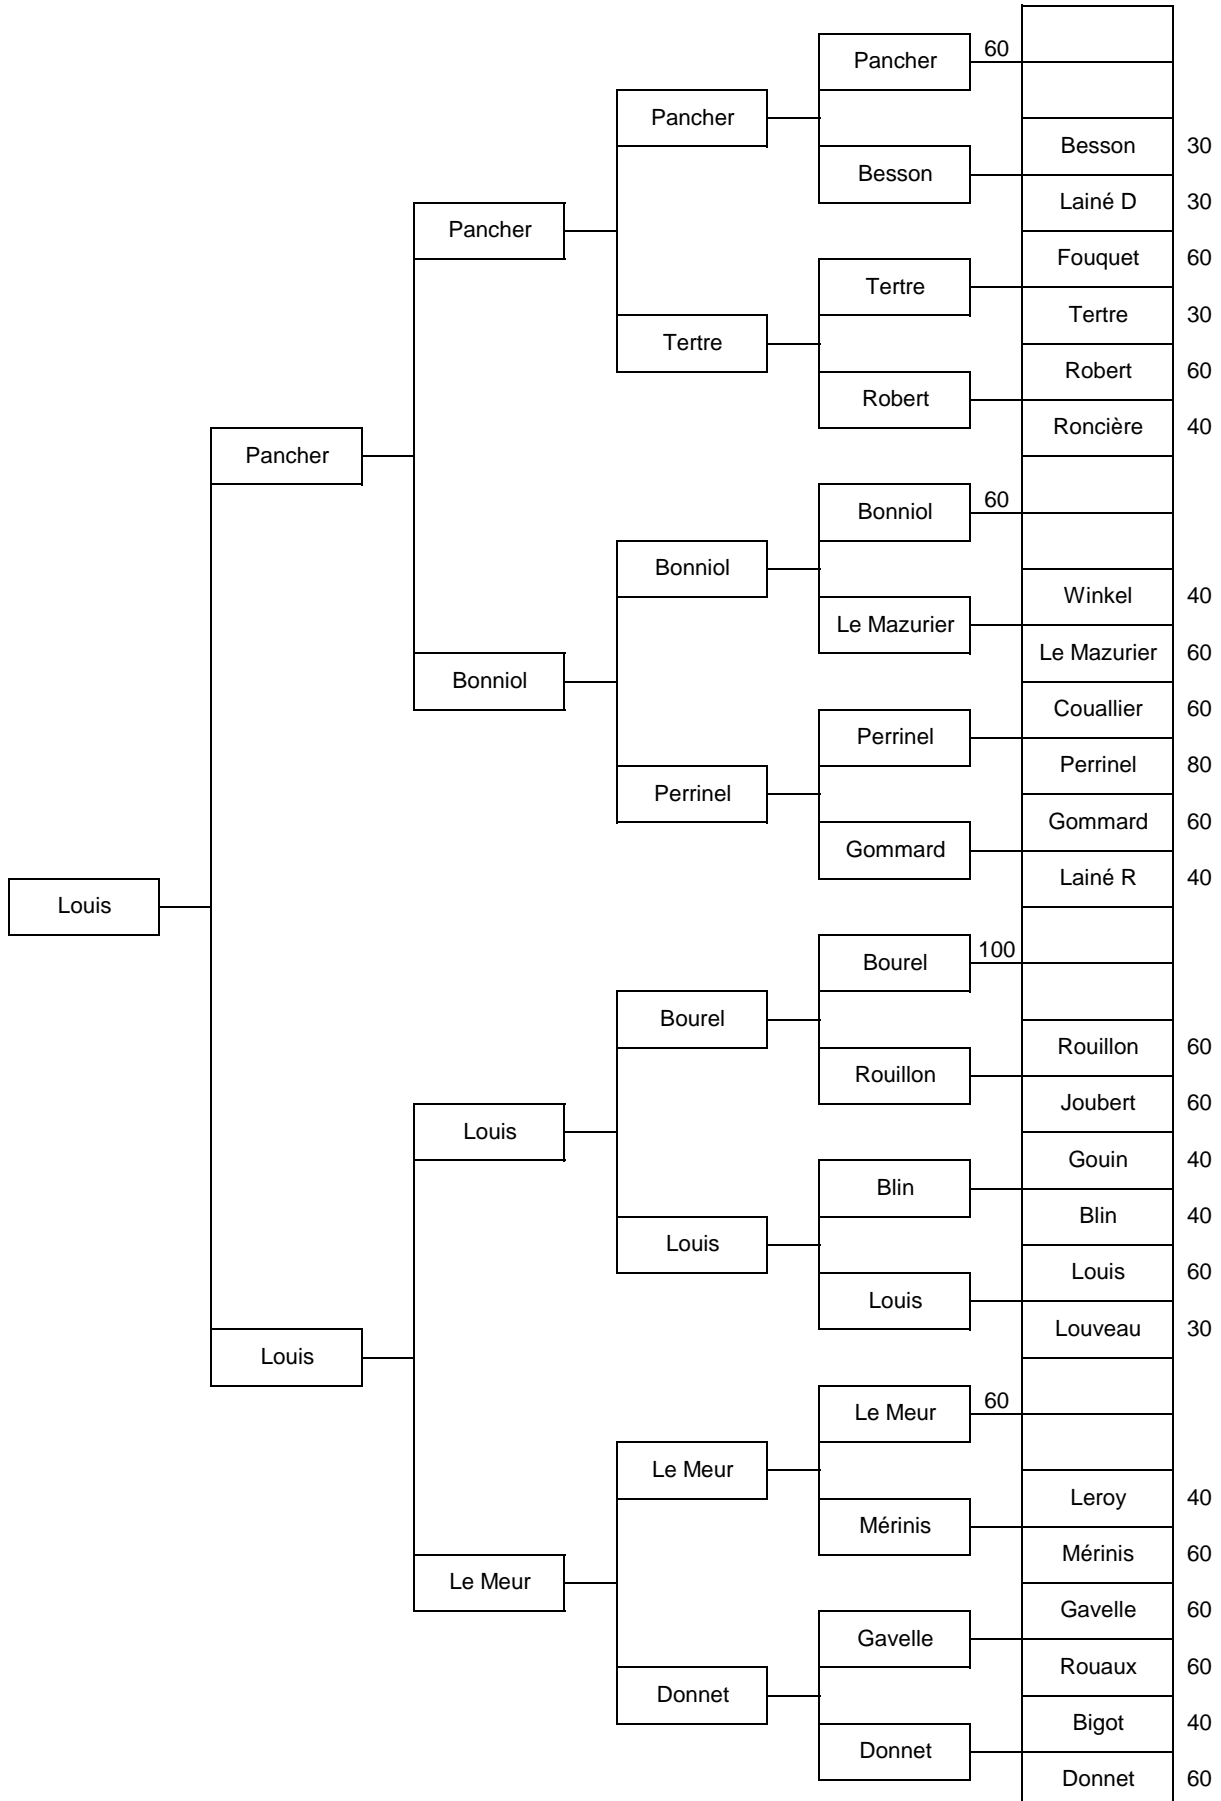 Pancher 60
Pancher
Besson 30
Besson
Lainé D 30
Pancher
Fouquet 60
Tertre
Tertre 30
Tertre
Robert 60
Robert
Roncière 40
Pancher
Bonniol 60
Bonniol
Winkel 40
Le Mazurier
Le Mazurier 60
Bonniol
Couallier 60
Perrinel
Perrinel 80
Perrinel
Gommard 60
Gommard
Lainé R 40
Louis
Bourel 100
Bourel
Rouillon 60
Rouillon
Joubert 60
Louis
Gouin 40
Blin
Blin 40
Louis
Louis 60
Louis
Louveau 30
Louis
Le Meur 60
Le Meur
Leroy 40
Mérinis
Mérinis 60
Le Meur
Gavelle 60
Gavelle
Rouaux 60
Donnet
Bigot 40
Donnet
Donnet 60